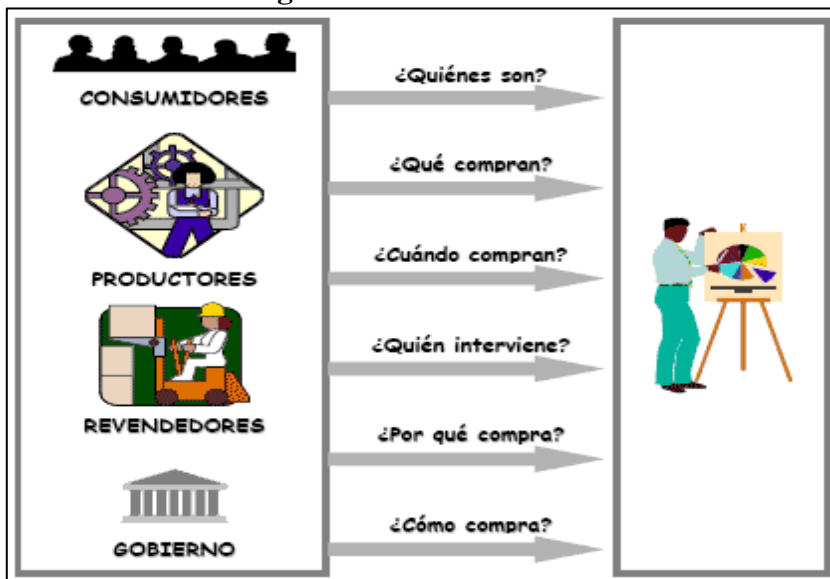 CONSUMIDORES
PRODUCTORES
REVENDEDORES
GOBIERNO
¿Quiénes son?
¿Qué compran?
¿Cuándo compran?
¿Quién interviene?
¿Por qué compra?
¿Cómo compra?